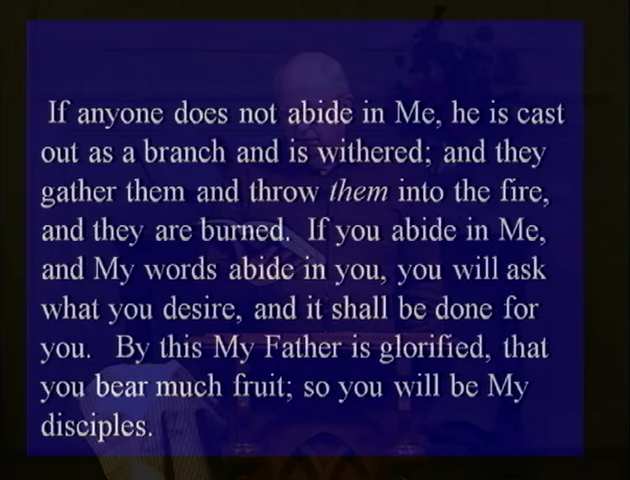 If anyone does not abide in Me, he is cast
out as a branch and is withered; and they
gather them and throw them into the fire,
and they are burned. If you abide in Me,
and My words abide in you, you will ask
what you desire, and it shall be done for
you. By this My Father is glorified, that
you bear much fruit; so you will be My
disciples.